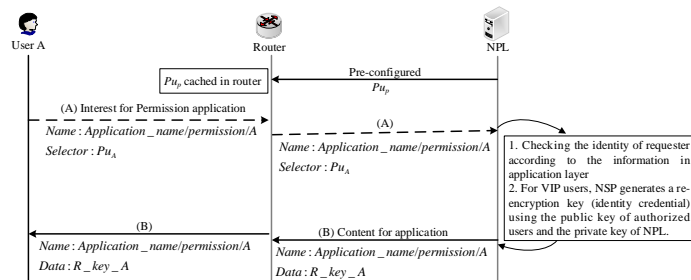 User A
Router
NPL
Pre-configured
Pu_p cached in router
Pu_p
(A) Interest for Permission application
Name : Application _ name/permission/A
Selector : Pu_A
(A)
Name : Application _ name/permission/A
Selector : Pu_A
1. Checking the identity of requester
according to the information in
application layer
2. For VIP users, NSP generates a re-
encryption key (identity credential)
using the public key of authorized
users and the private key of NPL.
(B)
Name : Application _ name/permission/A
Data : R _ key _ A
(B) Content for application
Name : Application _ name/permission/A
Data : R _ key _ A